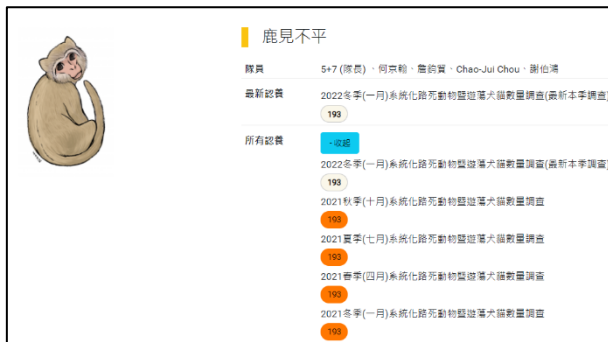 鹿見不平
隊員 5+7 (隊長)、何京翰、詹鈞賀、Chao-Jui Chou、謝伯鴻
最新認養 2022冬季(一月)系統化路死動物暨遊蕩犬貓數量調查(最新本季調查)
193
所有認養 -收起
2022冬季(一月)系統化路死動物暨遊蕩犬貓數量調查(最新本季調查)
193
2021秋季(十月)系統化路死動物暨遊蕩犬貓數量調查
193
2021夏季(七月)系統化路死動物暨遊蕩犬貓數量調查
193
2021春季(四月)系統化路死動物暨遊蕩犬貓數量調查
193
2021冬季(一月)系統化路死動物暨遊蕩犬貓數量調查
193